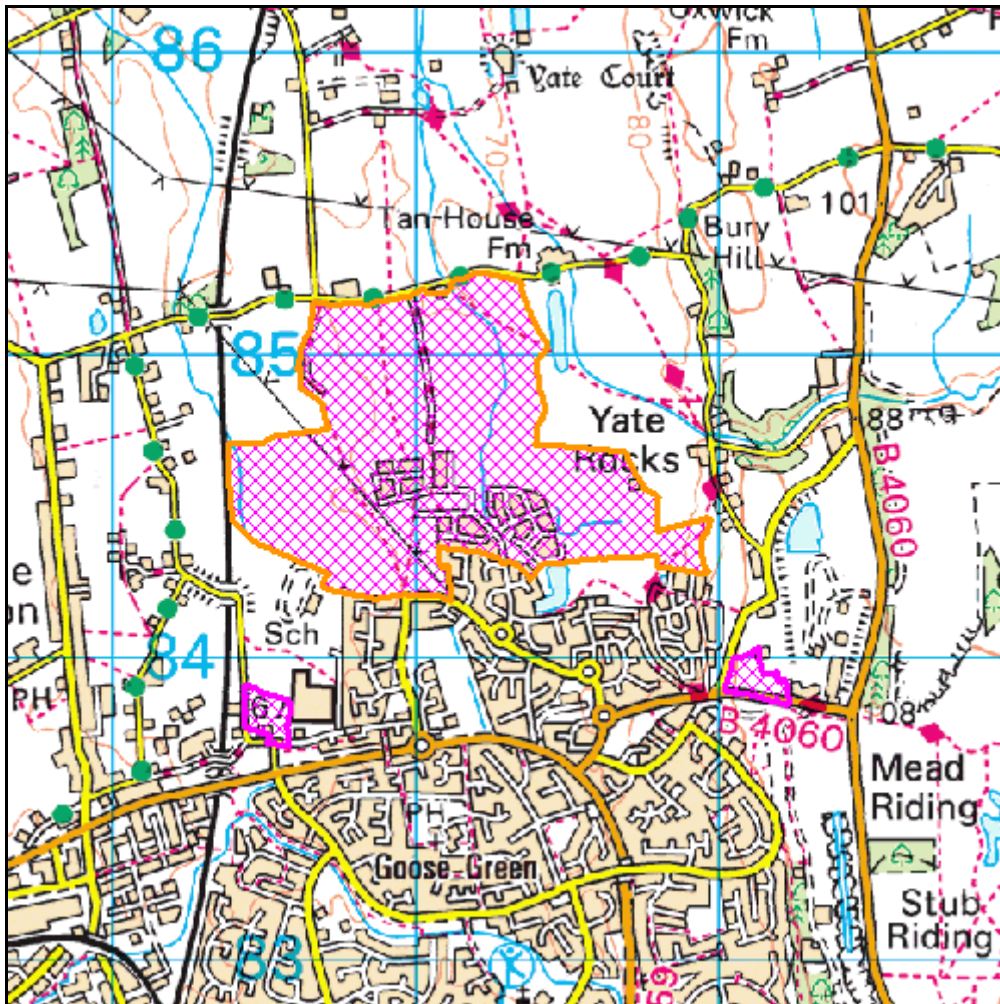 Oxwick
Fm
86
Yate Court
70
80
Tan-House
Fm
101
Bury
Hill
85
Yate
Rocks
88
B 4060
e
on
Sch
84
PH
67
B 4060
108
Mead
Riding
PH
Goose Green
Stub
Riding
83